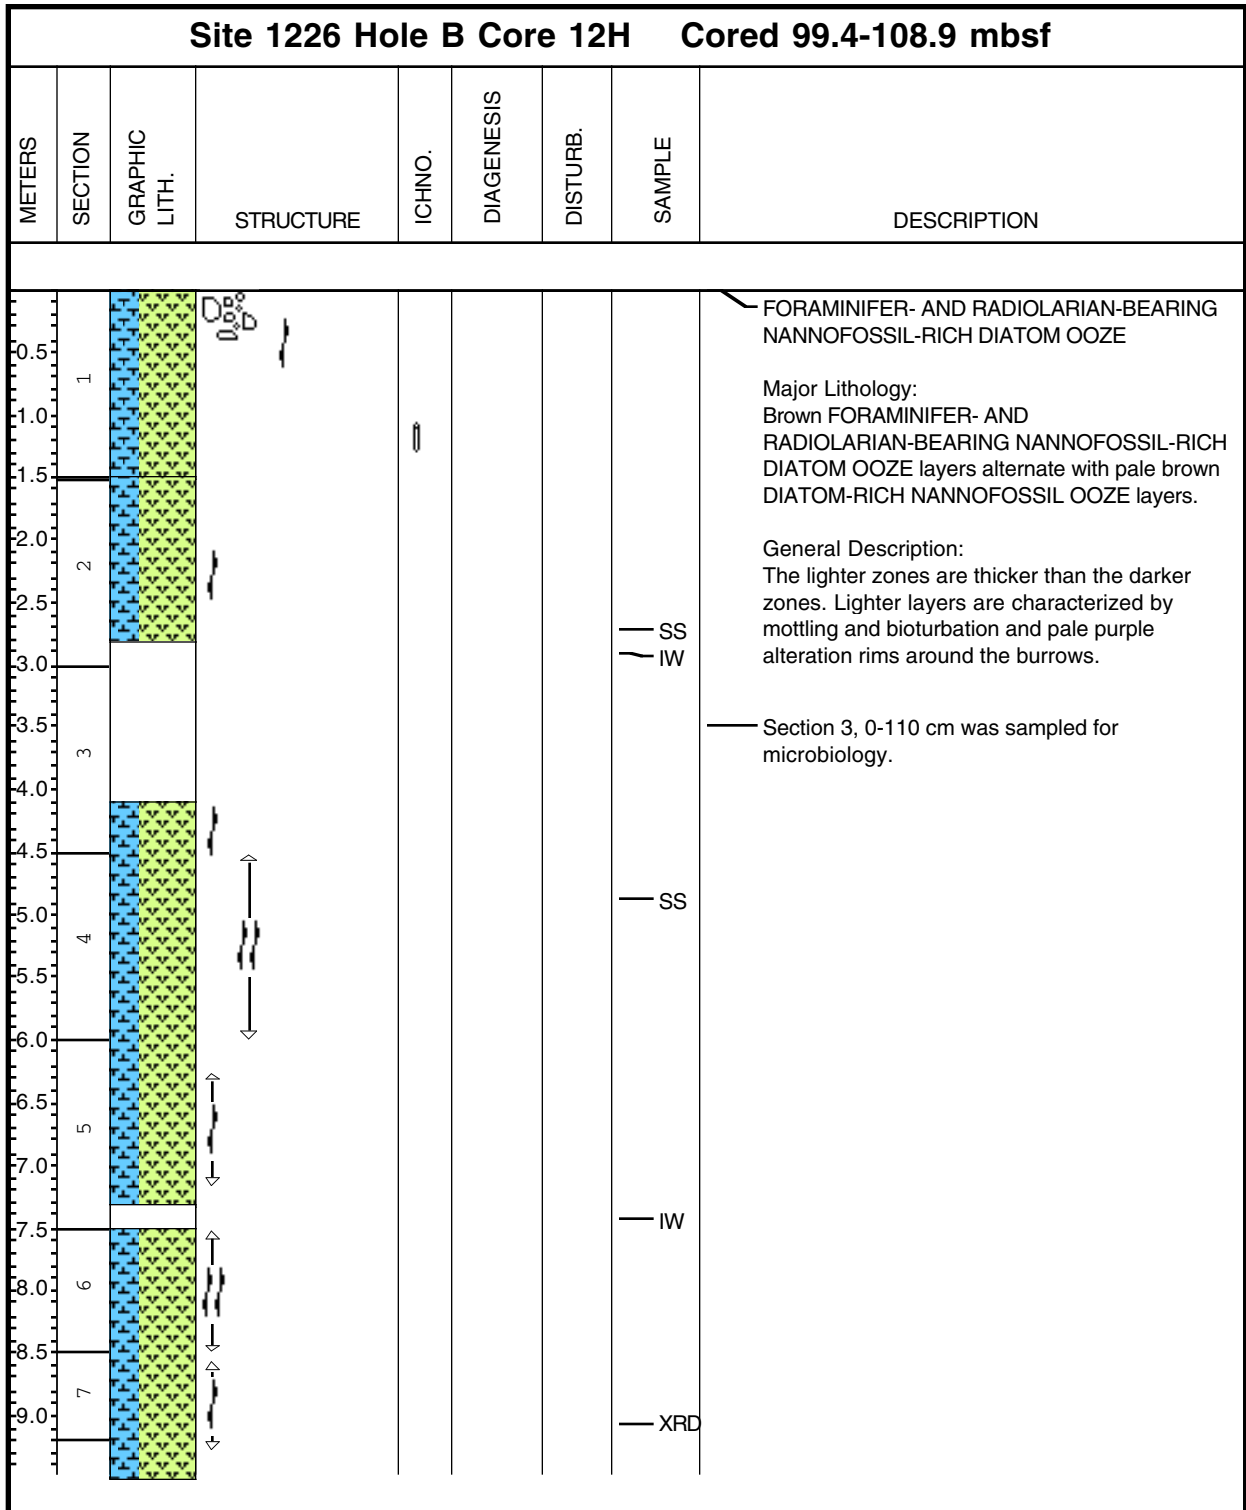 Site 1226 Hole B Core 12H Cored 99.4-108.9 mbsf
METERS
SECTION
GRAPHIC
LITH.
STRUCTURE
ICHNO.
DIAGENESIS
DISTURB.
SAMPLE
DESCRIPTION
FORAMINIFER- AND RADIOLARIAN-BEARING
NANNOFOSSIL-RICH DIATOM OOZE
Major Lithology:
Brown FORAMINIFER- AND
RADIOLARIAN-BEARING NANNOFOSSIL-RICH
DIATOM OOZE layers alternate with pale brown
DIATOM-RICH NANNOFOSSIL OOZE layers.
General Description:
The lighter zones are thicker than the darker
zones. Lighter layers are characterized by
mottling and bioturbation and pale purple
alteration rims around the burrows.
Section 3, 0-110 cm was sampled for
microbiology.
0.5
1.0
1.5
2.0
2.5
3.0
3.5
4.0
4.5
5.0
5.5
6.0
6.5
7.0
7.5
8.0
8.5
9.0
1
2
3
4
5
6
7
SS
IW
SS
IW
XRD